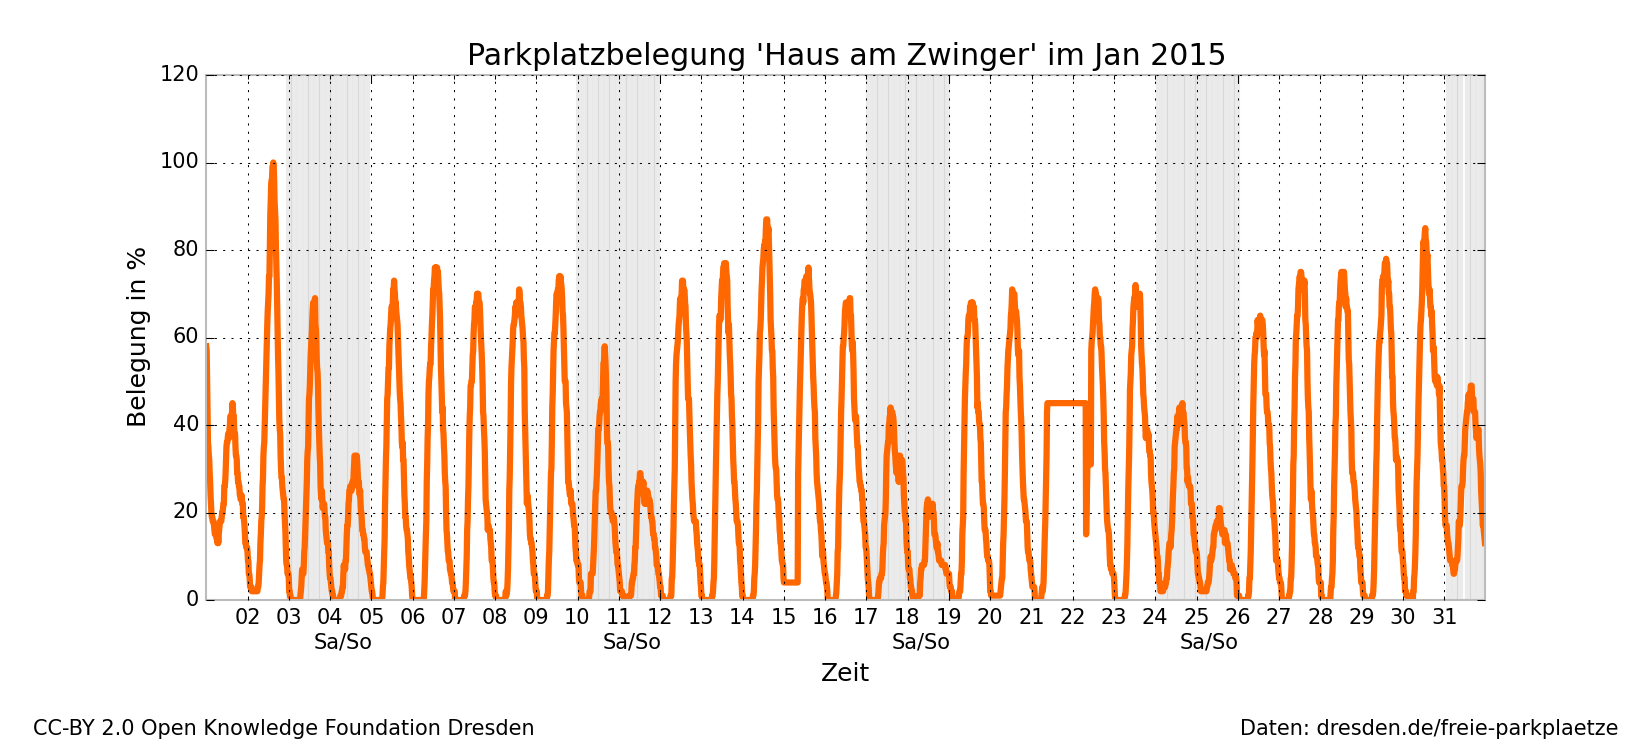 Parkplatzbelegung 'Haus am Zwinger' im Jan 2015
120
100
80
60
40
20
0
Belegung in %
02 03 04 05 06 07 08 09 10 11 12 13 14 15 16 17 18 19 20 21 22 23 24 25 26 27 28 29 30 31
Sa/So Sa/So Sa/So Sa/So
Zeit
CC-BY 2.0 Open Knowledge Foundation Dresden
Daten: dresden.de/freie-parkplaetze